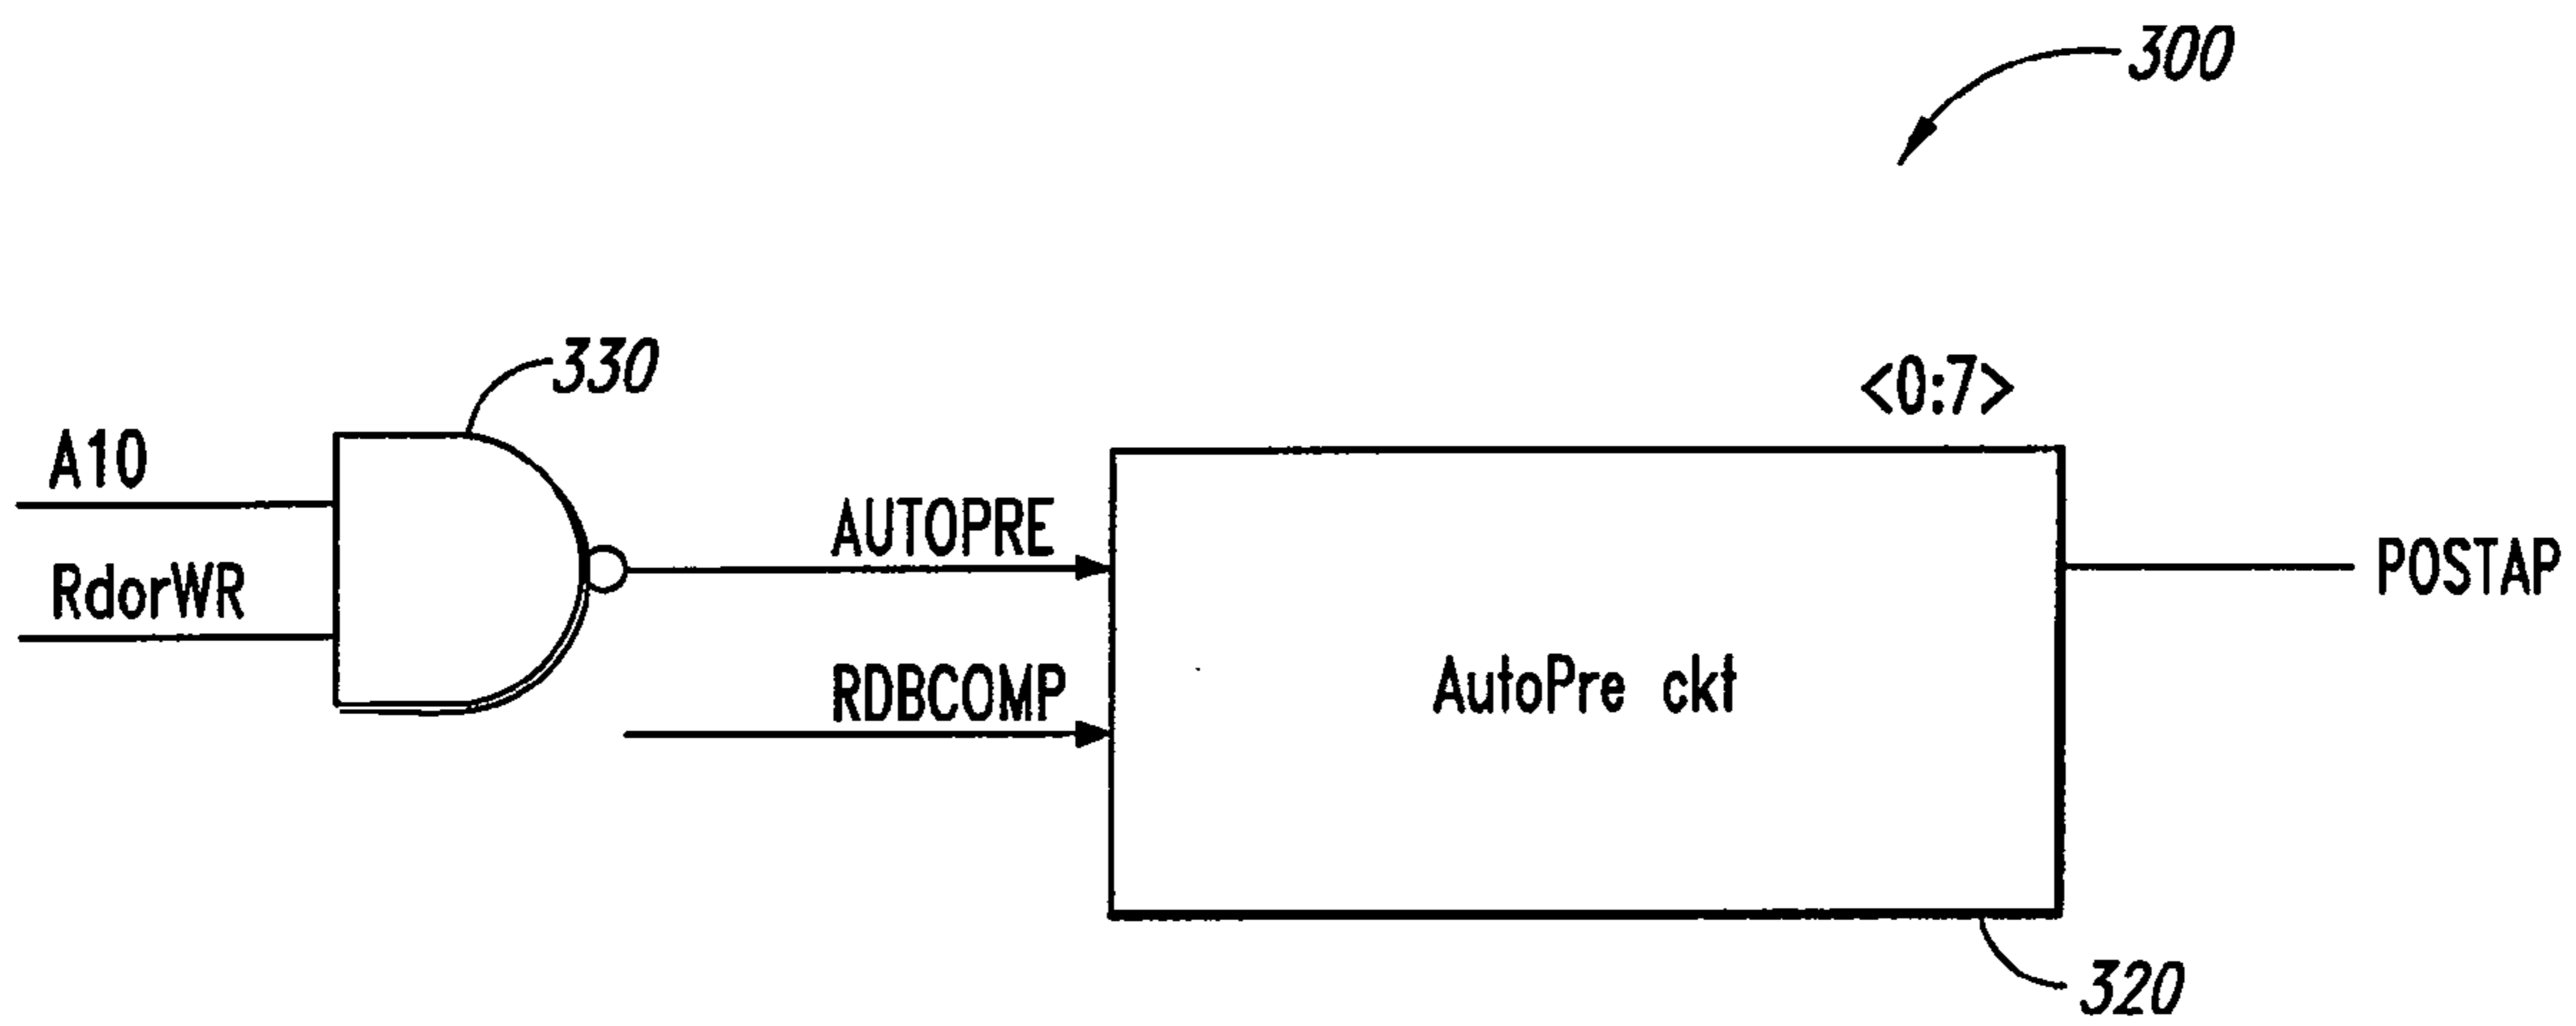 300
330
<0:7>
A10
AUTOPRE
RdorWR
POSTAP
RDBCOMP
AutoPre ckt
320